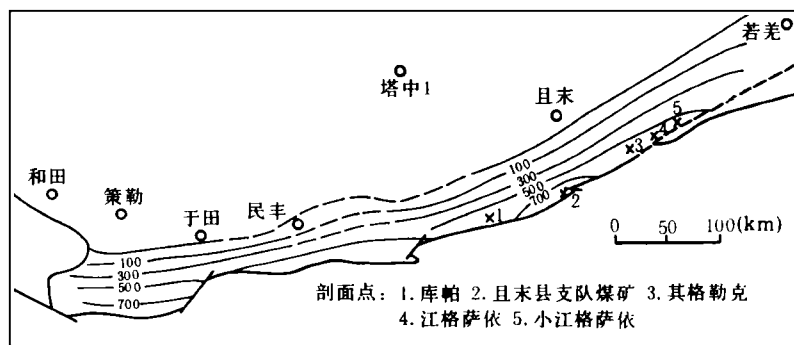 若羌
塔中1
且末
5
4
3
和田
100
300
500
700
2
策勒
民丰
1
于田
0 50 100(km)
100
300
500
700
剖面点：1.库帕 2.且末县支队煤矿 3.其格勒克
4.江格萨依 5.小江格萨依